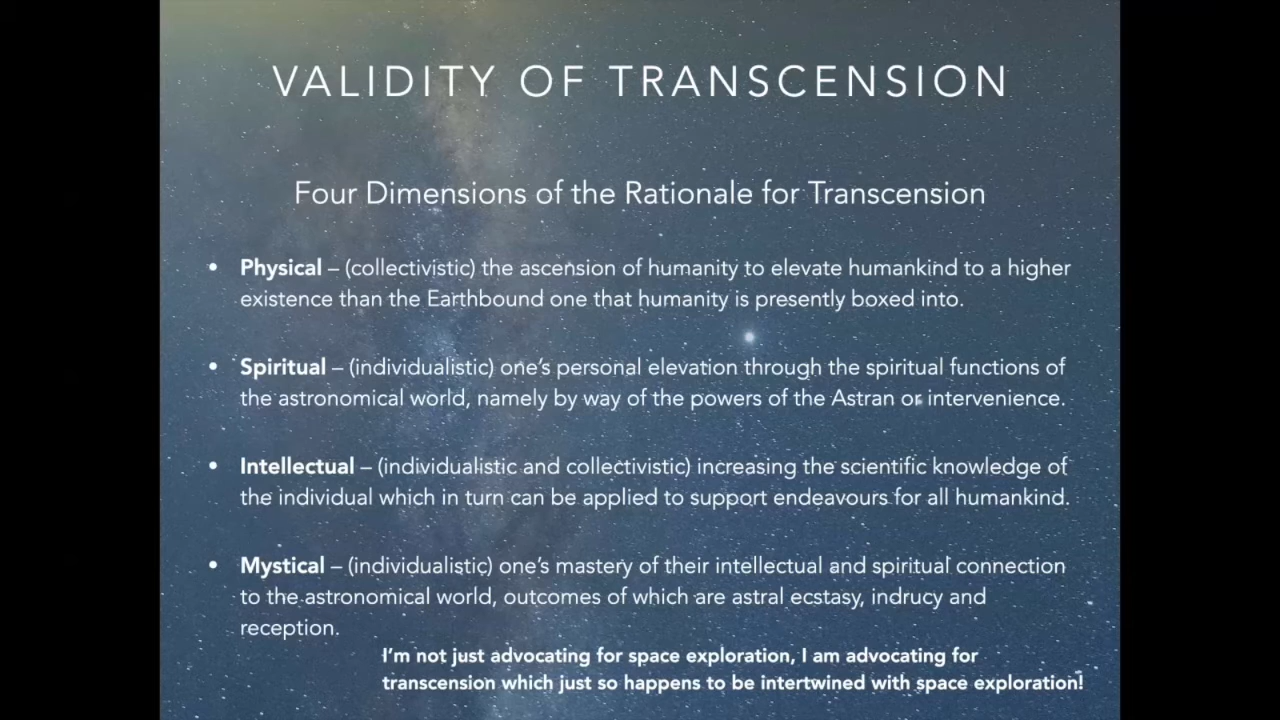 VALIDITY OF TRANSCENSION
Four Dimensions of the Rationale for Transcension
• Physical – (collectivistic) the ascension of humanity to elevate humankind to a higher
existence than the Earthbound one that humanity is presently boxed into.
• Spiritual – (individualistic) one's personal elevation through the spiritual functions of
the astronomical world, namely by way of the powers of the Astran or intervenience.
• Intellectual – (individualistic and collectivistic) increasing the scientific knowledge of
the individual which in turn can be applied to support endeavours for all humankind.
• Mystical – (individualistic) one's mastery of their intellectual and spiritual connection
to the astronomical world, outcomes of which are astral ecstasy, indrucy and
reception.
I'm not just advocating for space exploration, I am advocating for
transcension which just so happens to be intertwined with space exploration!